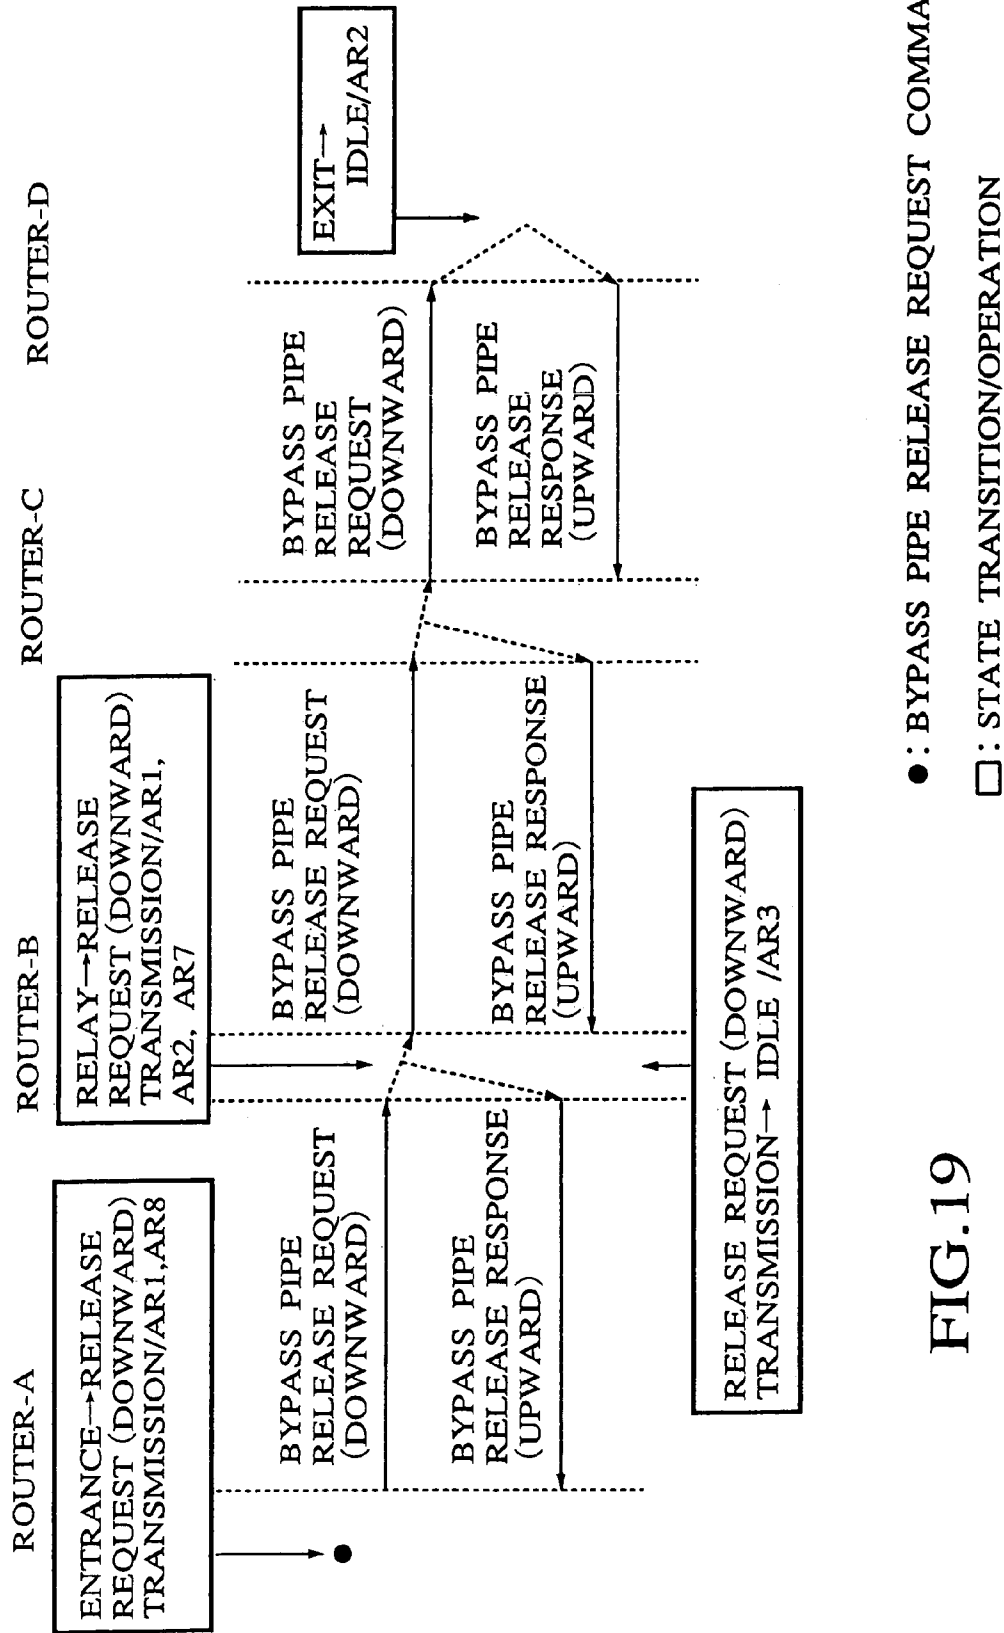 ROUTER-A
ROUTER-B
ROUTER-C
ROUTER-D
ENTRANCE→RELEASE
REQUEST (DOWNWARD)
TRANSMISSION/AR1,AR8
RELAY→RELEASE
REQUEST (DOWNWARD)
TRANSMISSION/AR1,
AR2, AR7
EXIT→
IDLE/AR2
BYPASS PIPE
RELEASE REQUEST
(DOWNWARD)
BYPASS PIPE
RELEASE REQUEST
(DOWNWARD)
BYPASS PIPE
RELEASE
REQUEST
(DOWNWARD)
BYPASS PIPE
RELEASE RESPONSE
(UPWARD)
BYPASS PIPE
RELEASE RESPONSE
(UPWARD)
BYPASS PIPE
RELEASE
RESPONSE
(UPWARD)
RELEASE REQUEST (DOWNWARD)
TRANSMISSION→ IDLE /AR3
●: BYPASS PIPE RELEASE REQUEST COMMA
□: STATE TRANSITION/OPERATION
FIG.19